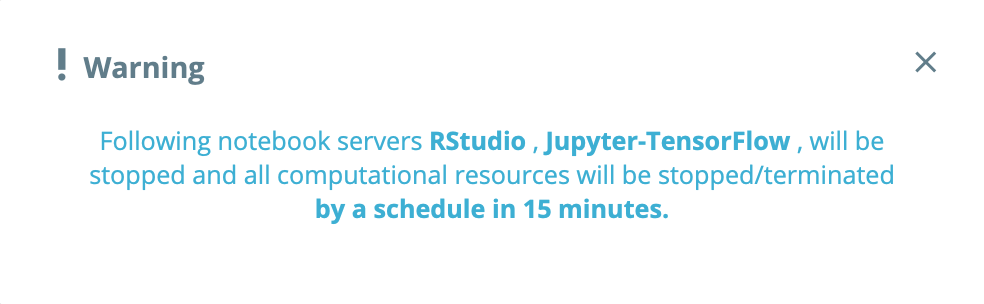 ! Warning
Following notebook servers RStudio , Jupyter-TensorFlow , will be
stopped and all computational resources will be stopped/terminated
by a schedule in 15 minutes.